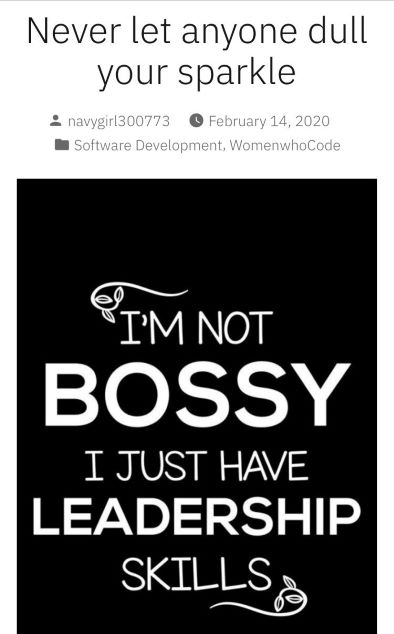 Never let anyone dull
your sparkle
navygirl300773 February 14, 2020
Software Development, WomenwhoCode
I'M NOT
BOSSY
I JUST HAVE
LEADERSHIP
SKILLS